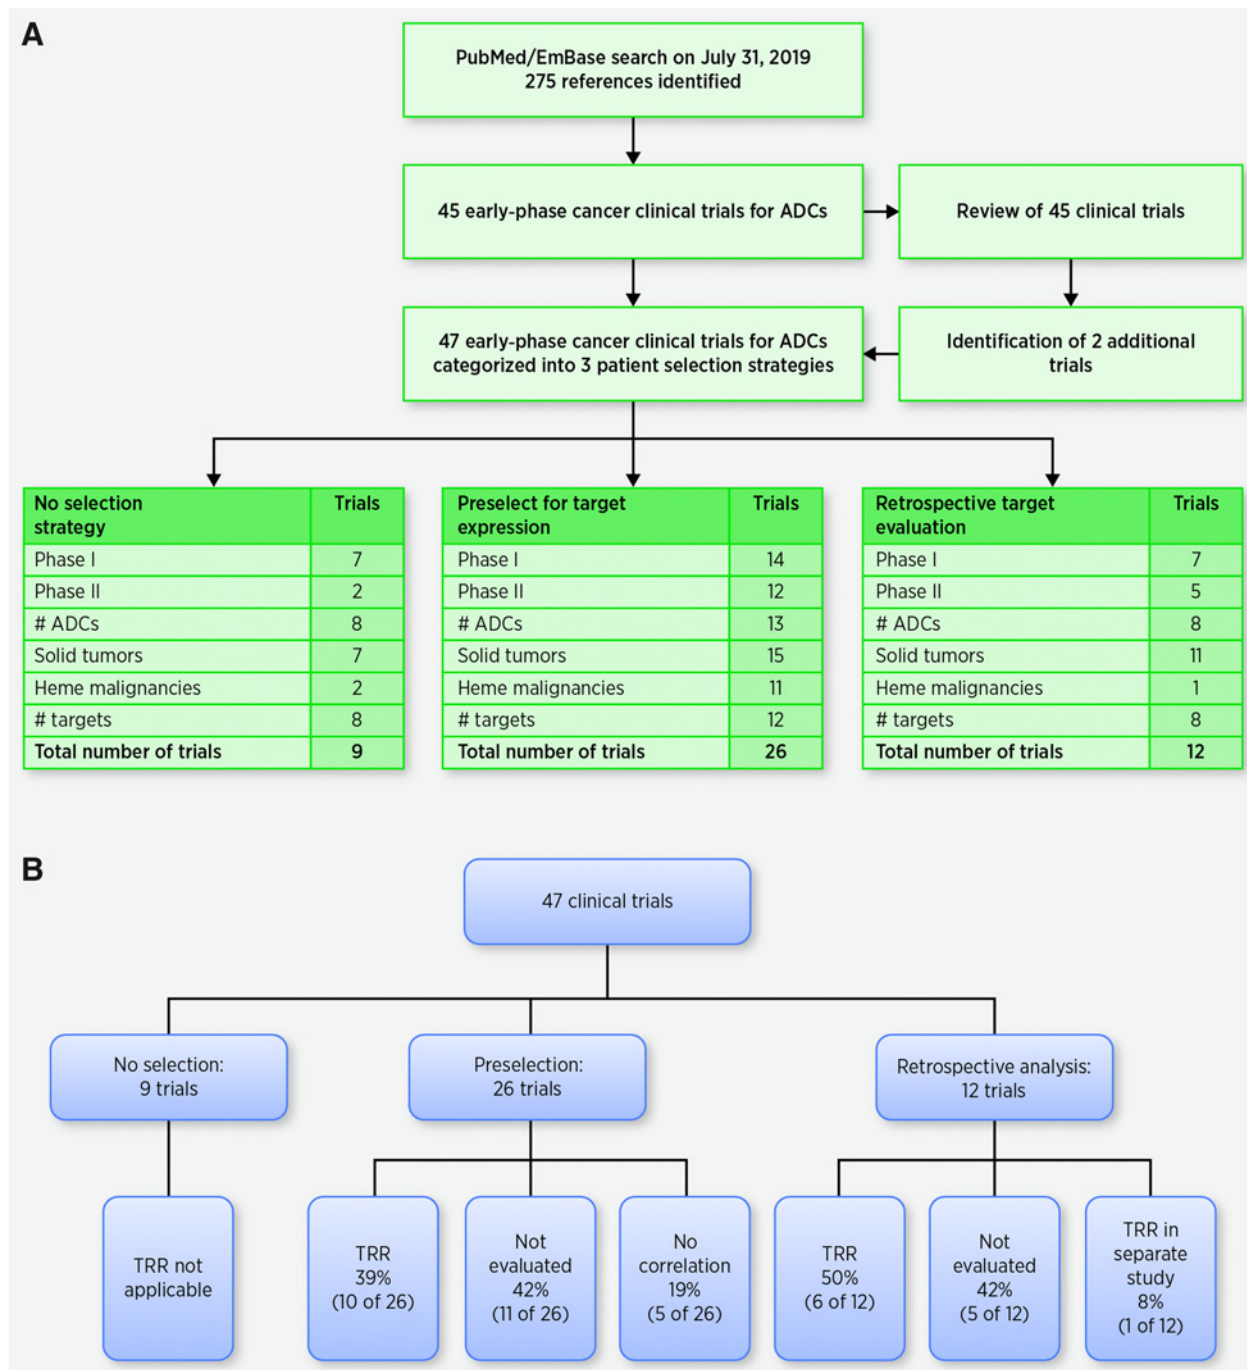 A
PubMed/EmBase search on July 31, 2019
275 references identified
45 early-phase cancer clinical trials for ADCs
Review of 45 clinical trials
47 early-phase cancer clinical trials for ADCs
categorized into 3 patient selection strategies
Identification of 2 additional
trials
No selection
strategy
Trials
Phase I 7
Phase II 2
# ADCs 8
Solid tumors 7
Heme malignancies 2
# targets 8
Total number of trials 9
Preselect for target
expression
Trials
Phase I 14
Phase II 12
# ADCs 13
Solid tumors 15
Heme malignancies 11
# targets 12
Total number of trials 26
Retrospective target
evaluation
Trials
Phase I 7
Phase II 5
# ADCs 8
Solid tumors 11
Heme malignancies 1
# targets 8
Total number of trials 12
B
47 clinical trials
No selection:
9 trials
Preselection:
26 trials
Retrospective analysis:
12 trials
TRR not
applicable
TRR
39%
(10 of 26)
Not
evaluated
42%
(11 of 26)
No
correlation
19%
(5 of 26)
TRR
50%
(6 of 12)
Not
evaluated
42%
(5 of 12)
TRR in
separate
study
8%
(1 of 12)